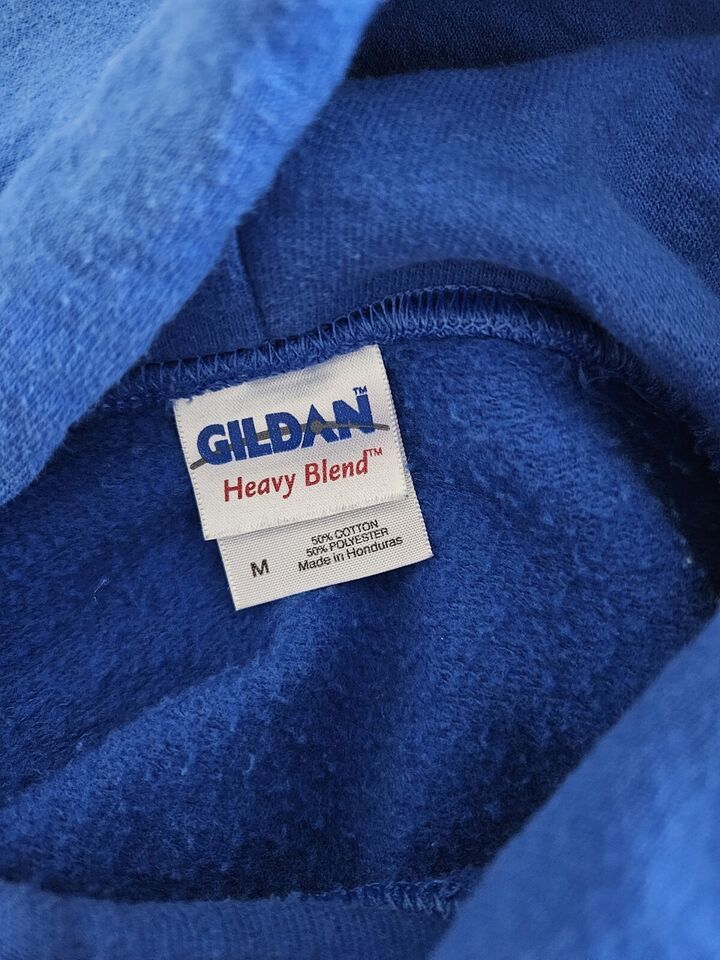 GILDAN™
Heavy Blend™
M
50% COTTON
50% POLYESTER
Made in Honduras